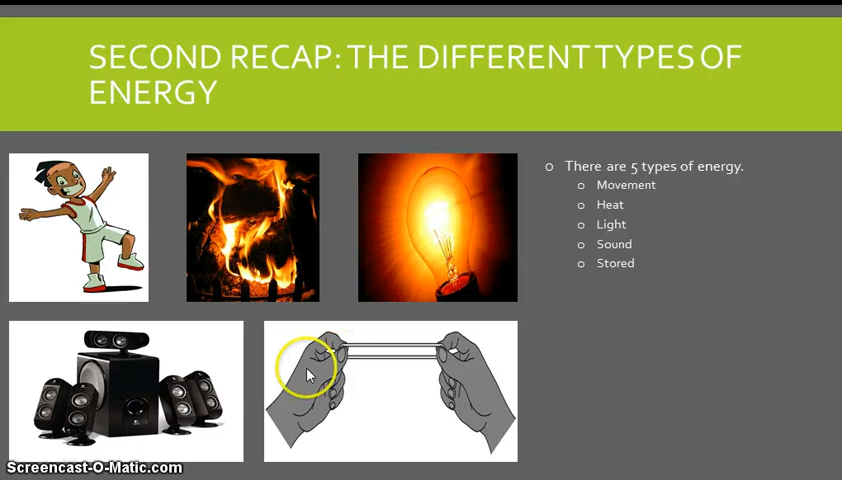 SECOND RECAP: THE DIFFERENT TYPES OF
ENERGY
There are 5 types of energy.
Movement
Heat
Light
Sound
Stored
Screencast-O-Matic.com